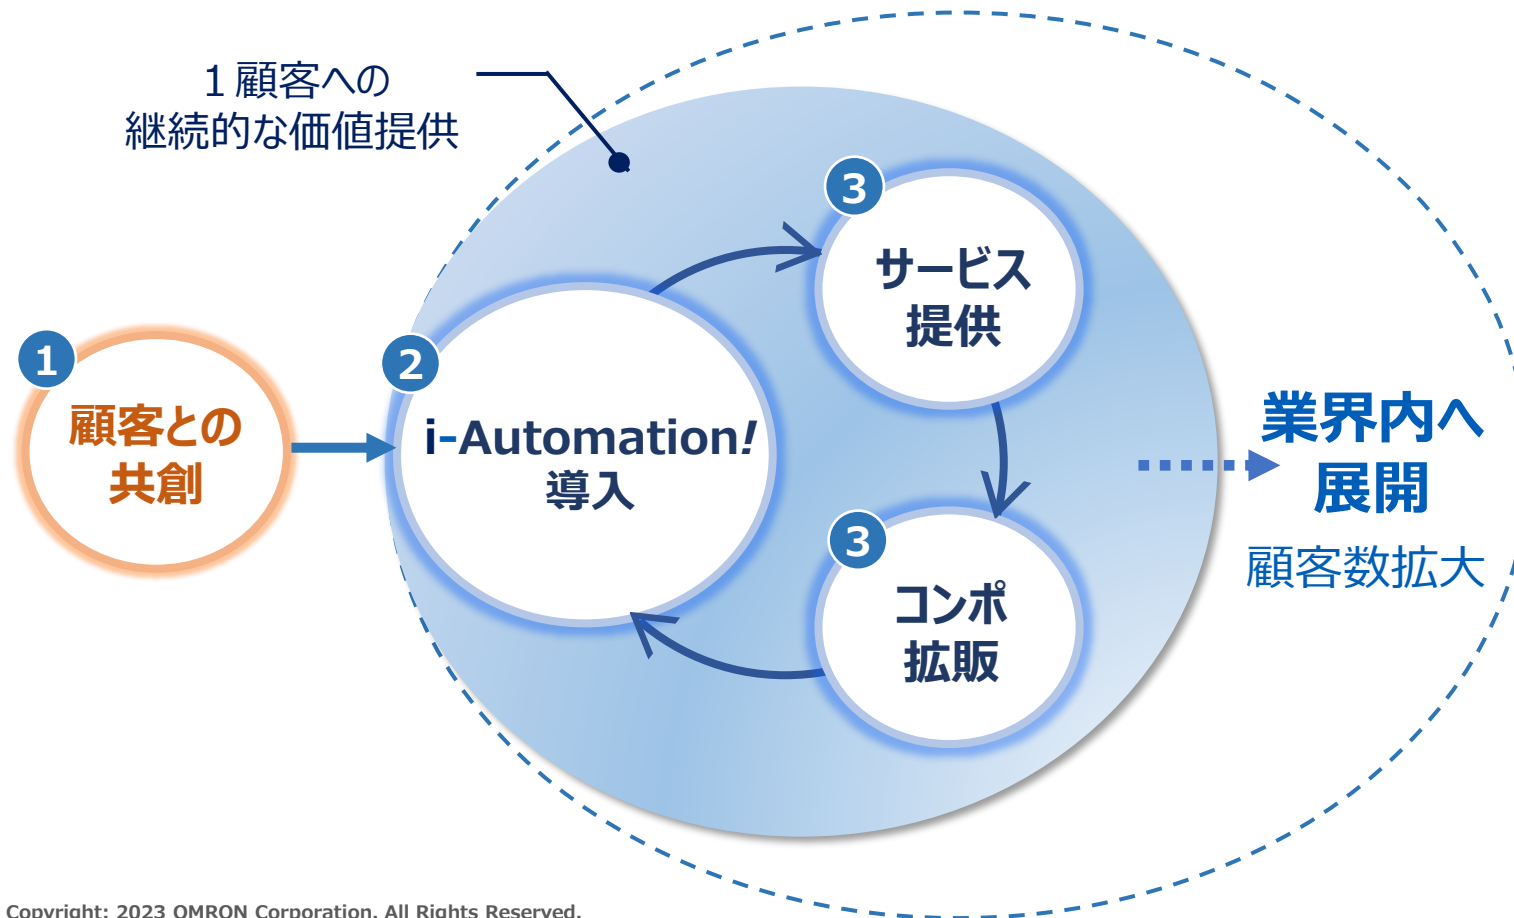 1 顧客への
継続的な価値提供
3
サービス
提供
1
顧客との
共創
2
i-Automation!
導入
3
コンポ
拡販
業界内へ
展開
顧客数拡大
Copyright: 2023 OMRON Corporation. All Rights Reserved.